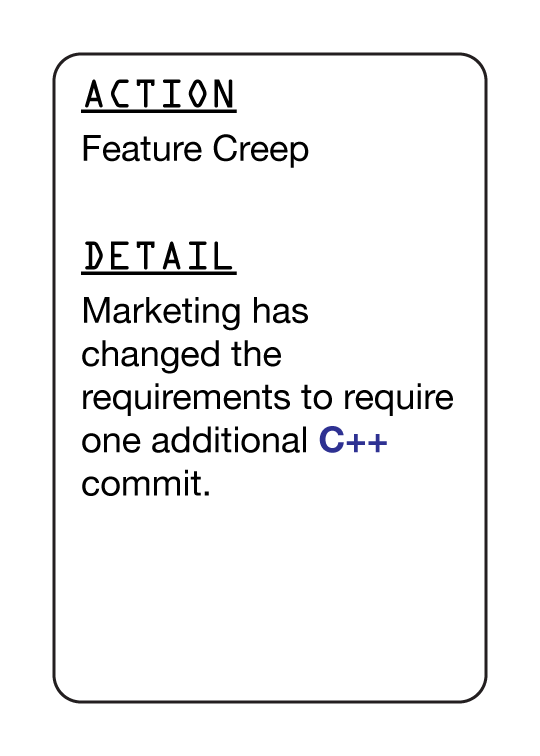 ACTION
Feature Creep
DETAIL
Marketing has
changed the
requirements to require
one additional C++
commit.